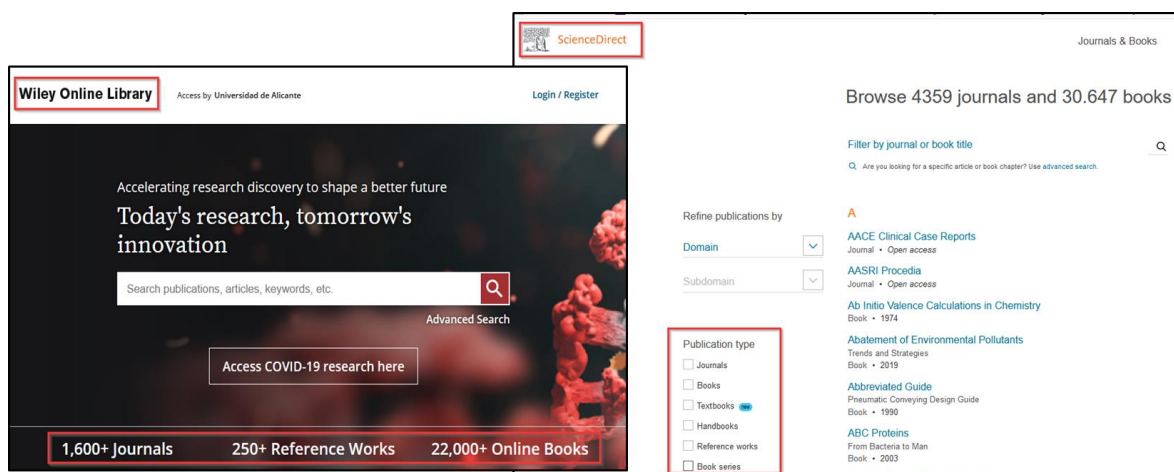 Wiley Online Library
Access by Universidad de Alicante
Login / Register
Accelerating research discovery to shape a better future
Today's research, tomorrow's
innovation
Search publications, articles, keywords, etc.
Advanced Search
Access COVID-19 research here
1,600+ Journals 250+ Reference Works 22,000+ Online Books
ScienceDirect
Journals & Books
Browse 4359 journals and 30.647 books
Filter by journal or book title
Are you looking for a specific article or book chapter? Use advanced search.
Refine publications by
Domain
Subdomain
Publication type
Journals
Books
Textbooks new
Handbooks
Reference works
Book series
A
AACE Clinical Case Reports
Journal • Open access
AASRI Procedia
Journal • Open access
Ab Initio Valence Calculations in Chemistry
Book • 1974
Abatement of Environmental Pollutants
Trends and Strategies
Book • 2019
Abbreviated Guide
Pneumatic Conveying Design Guide
Book • 1990
ABC Proteins
From Bacteria to Man
Book • 2003